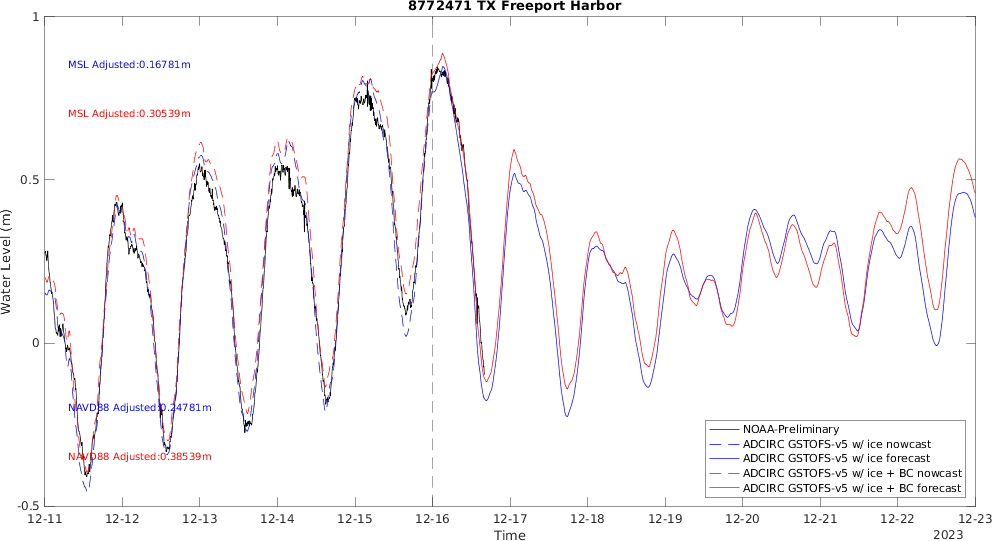 8772471 TX Freeport Harbor
MSL Adjusted:0.16781m
MSL Adjusted:0.30539m
NAVD88 Adjusted:0.24781m
NAVD88 Adjusted:0.38539m
Water Level (m)
1
0.5
0
-0.5
NOAA-Preliminary
ADCIRC GSTOFS-v5 w/ ice nowcast
ADCIRC GSTOFS-v5 w/ ice forecast
ADCIRC GSTOFS-v5 w/ ice + BC nowcast
ADCIRC GSTOFS-v5 w/ ice + BC forecast
12-11 12-12 12-13 12-14 12-15 12-16 12-17 12-18 12-19 12-20 12-21 12-22 12-23
Time
2023